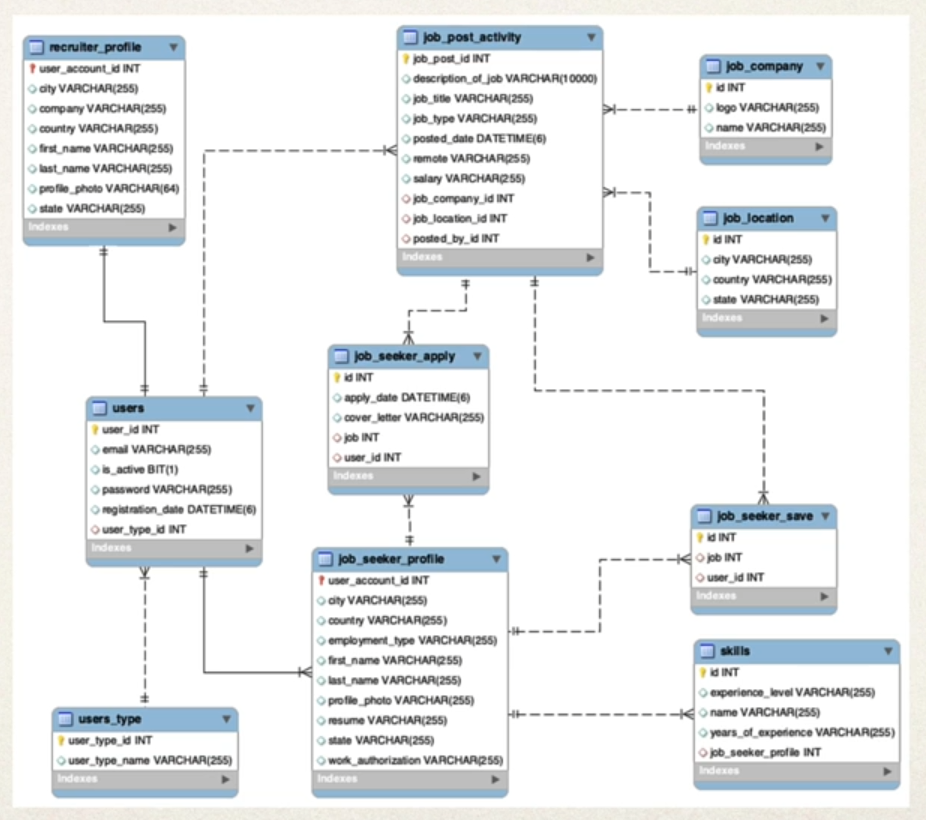 recruiter_profile
user_account_id INT
city VARCHAR(255)
company VARCHAR(255)
country VARCHAR(255)
first_name VARCHAR(255)
last_name VARCHAR(255)
profile_photo VARCHAR(64)
state VARCHAR(255)
Indexes
job_post_activity
job_post_id INT
description_of_job VARCHAR(10000)
job_title VARCHAR(255)
job_type VARCHAR(255)
posted_date DATETIME(6)
remote VARCHAR(255)
salary VARCHAR(255)
job_company_id INT
job_location_id INT
posted_by_id INT
Indexes
job_company
id INT
logo VARCHAR(255)
name VARCHAR(255)
Indexes
job_location
id INT
city VARCHAR(255)
country VARCHAR(255)
state VARCHAR(255)
Indexes
users
user_id INT
email VARCHAR(255)
is_active BIT(1)
password VARCHAR(255)
registration_date DATETIME(6)
user_type_id INT
Indexes
job_seeker_apply
id INT
apply_date DATETIME(6)
cover_letter VARCHAR(255)
job INT
user_id INT
Indexes
job_seeker_save
id INT
job INT
user_id INT
Indexes
job_seeker_profile
user_account_id INT
city VARCHAR(255)
country VARCHAR(255)
employment_type VARCHAR(255)
first_name VARCHAR(255)
last_name VARCHAR(255)
profile_photo VARCHAR(255)
resume VARCHAR(255)
state VARCHAR(255)
work_authorization VARCHAR(255)
Indexes
skills
id INT
experience_level VARCHAR(255)
name VARCHAR(255)
years_of_experience VARCHAR(255)
job_seeker_profile INT
Indexes
users_type
user_type_id INT
user_type_name VARCHAR(255)
Indexes